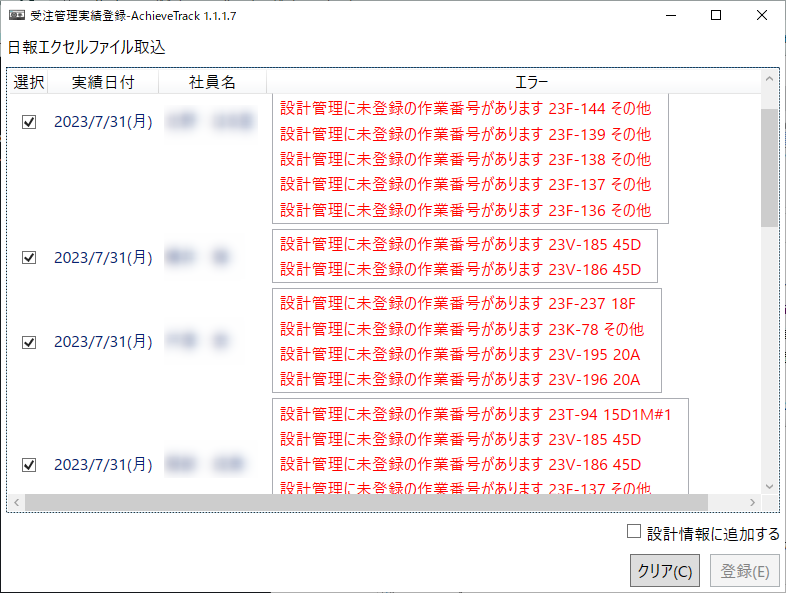 受注管理実績登録-AchieveTrack 1.1.1.7
日報エクセルファイル取込
選択 実績日付 社員名 エラー
設計管理に未登録の作業番号があります 23F-144 その他
2023/7/31(月)
設計管理に未登録の作業番号があります 23F-139 その他
設計管理に未登録の作業番号があります 23F-138 その他
設計管理に未登録の作業番号があります 23F-137 その他
設計管理に未登録の作業番号があります 23F-136 その他
設計管理に未登録の作業番号があります 23V-185 45D
2023/7/31(月)
設計管理に未登録の作業番号があります 23V-186 45D
設計管理に未登録の作業番号があります 23F-237 18F
設計管理に未登録の作業番号があります 23K-78 その他
2023/7/31(月)
設計管理に未登録の作業番号があります 23V-195 20A
設計管理に未登録の作業番号があります 23V-196 20A
設計管理に未登録の作業番号があります 23T-94 15D1M#1
設計管理に未登録の作業番号があります 23V-185 45D
2023/7/31(月)
設計管理に未登録の作業番号があります 23V-186 45D
設計管理に未登録の作業番号があります 23F-137 その他
設計情報に追加する
クリア(C) 登録(E)